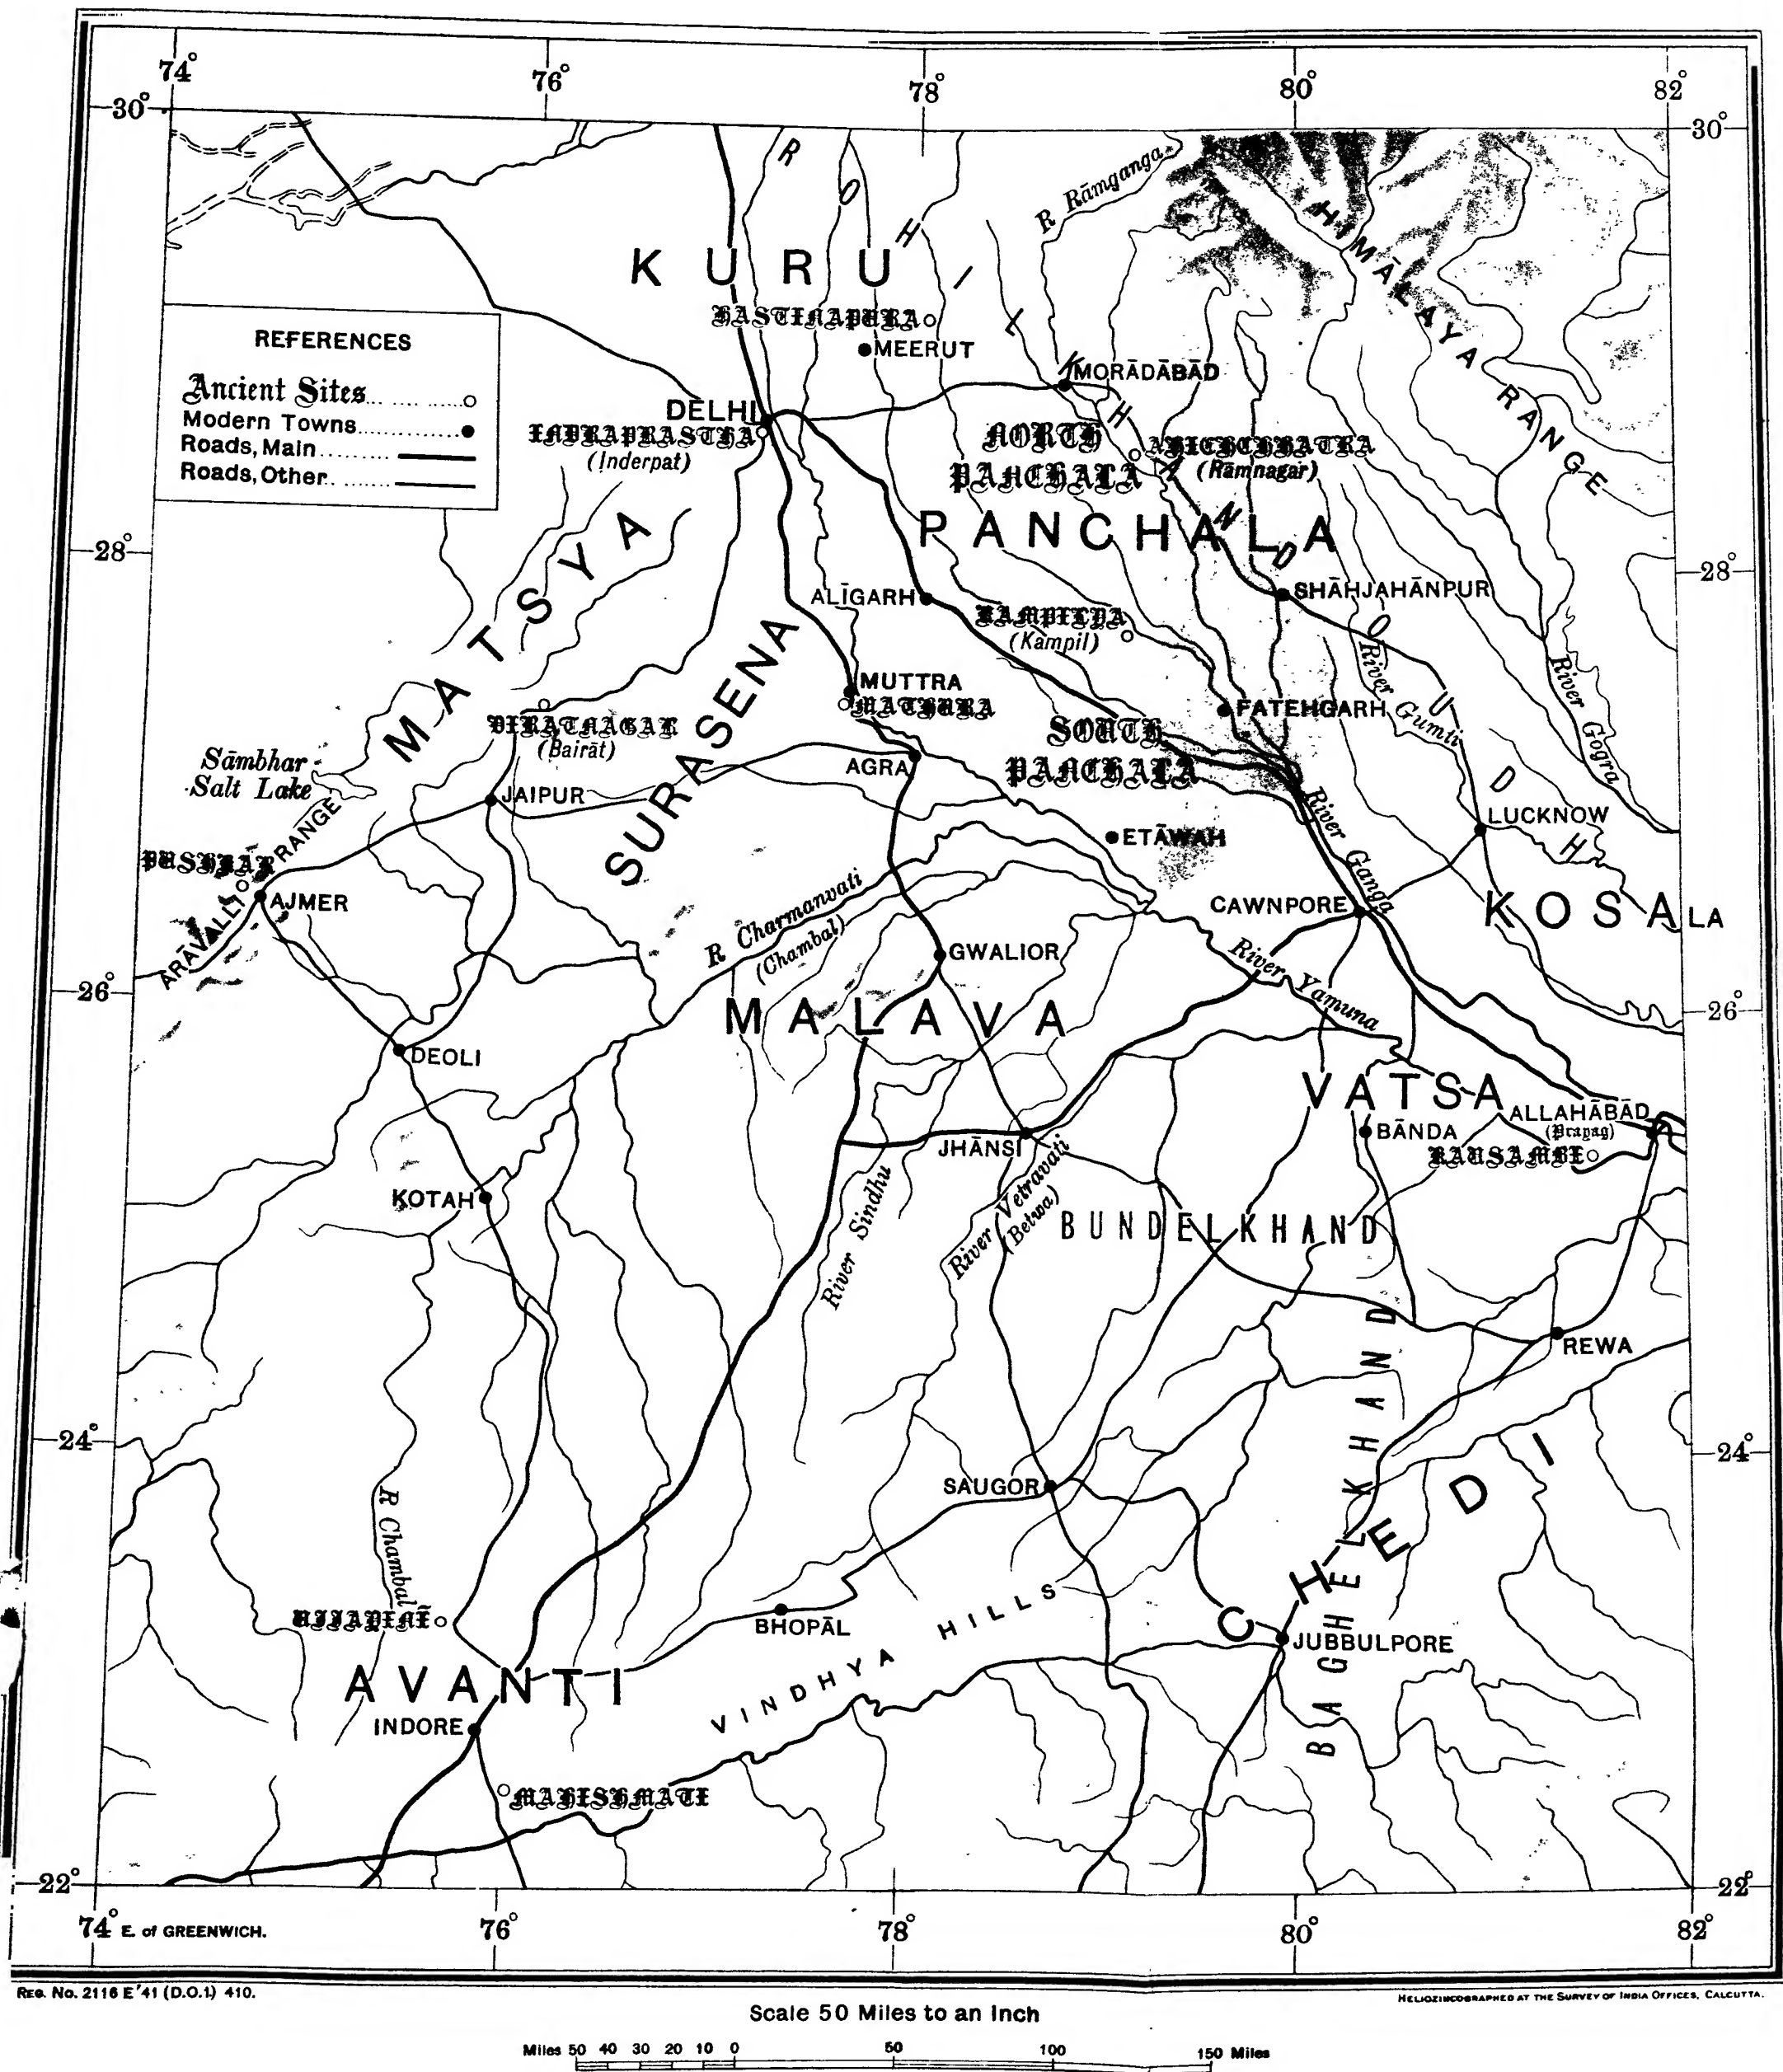 74°
76°
78°
80°
82°
30°
30°
ROHILKHAND
R Rāmganga
HIMĀLAYA RANGE
KURU
HASTINAPURA
MEERUT
REFERENCES
Ancient Sites
Modern Towns
Roads, Main
Roads, Other
MORĀDĀBĀD
DELHI
INDRAPRASTHA
(Inderpat)
NORTH
PANCHALA
AHICHCHHATRA
(Rāmnagar)
PANCHALA
28°
28°
MATSYA
ALĪGARH
SHĀHJAHĀNPUR
KAMPILYA
(Kampil)
OUDH
River Gumti
River Gogra
SURASENA
MUTTRA
MATHURA
FATEHGARH
VIRATNAGAR
(Bairāt)
SOUTH
PANCHALA
Sāmbhar
Salt Lake
AGRA
JAIPUR
River Ganga
LUCKNOW
ETĀWAH
PUSHKAR
ARĀVALLI RANGE
AJMER
R Charmanvati
(Chambal)
CAWNPORE
KOSALA
LA
GWALIOR
River Yamuna
26°
26°
MALAVA
DEOLI
VATSA
ALLAHĀBĀD
(Prayag)
BĀNDA
KAUSAMBI
JHĀNSI
KOTAH
River Sindhu
River Vetravati
(Betwa)
BUNDELKHAND
REWA
24°
24°
BAGHELKHAND
CHEDI
SAUGOR
R Chambal
UJJAYINĪ
BHOPĀL
VINDHYA HILLS
JUBBULPORE
AVANTI
INDORE
MAHISHMATI
22°
22°
74° E. of GREENWICH.
76°
78°
80°
82°
REG. No. 2116 E'41 (D.O.I.) 410.
HELIOZINCOGRAPHED AT THE SURVEY OF INDIA OFFICES, CALCUTTA.
Scale 50 Miles to an Inch
Miles 50 40 30 20 10 0 50 100 150 Miles